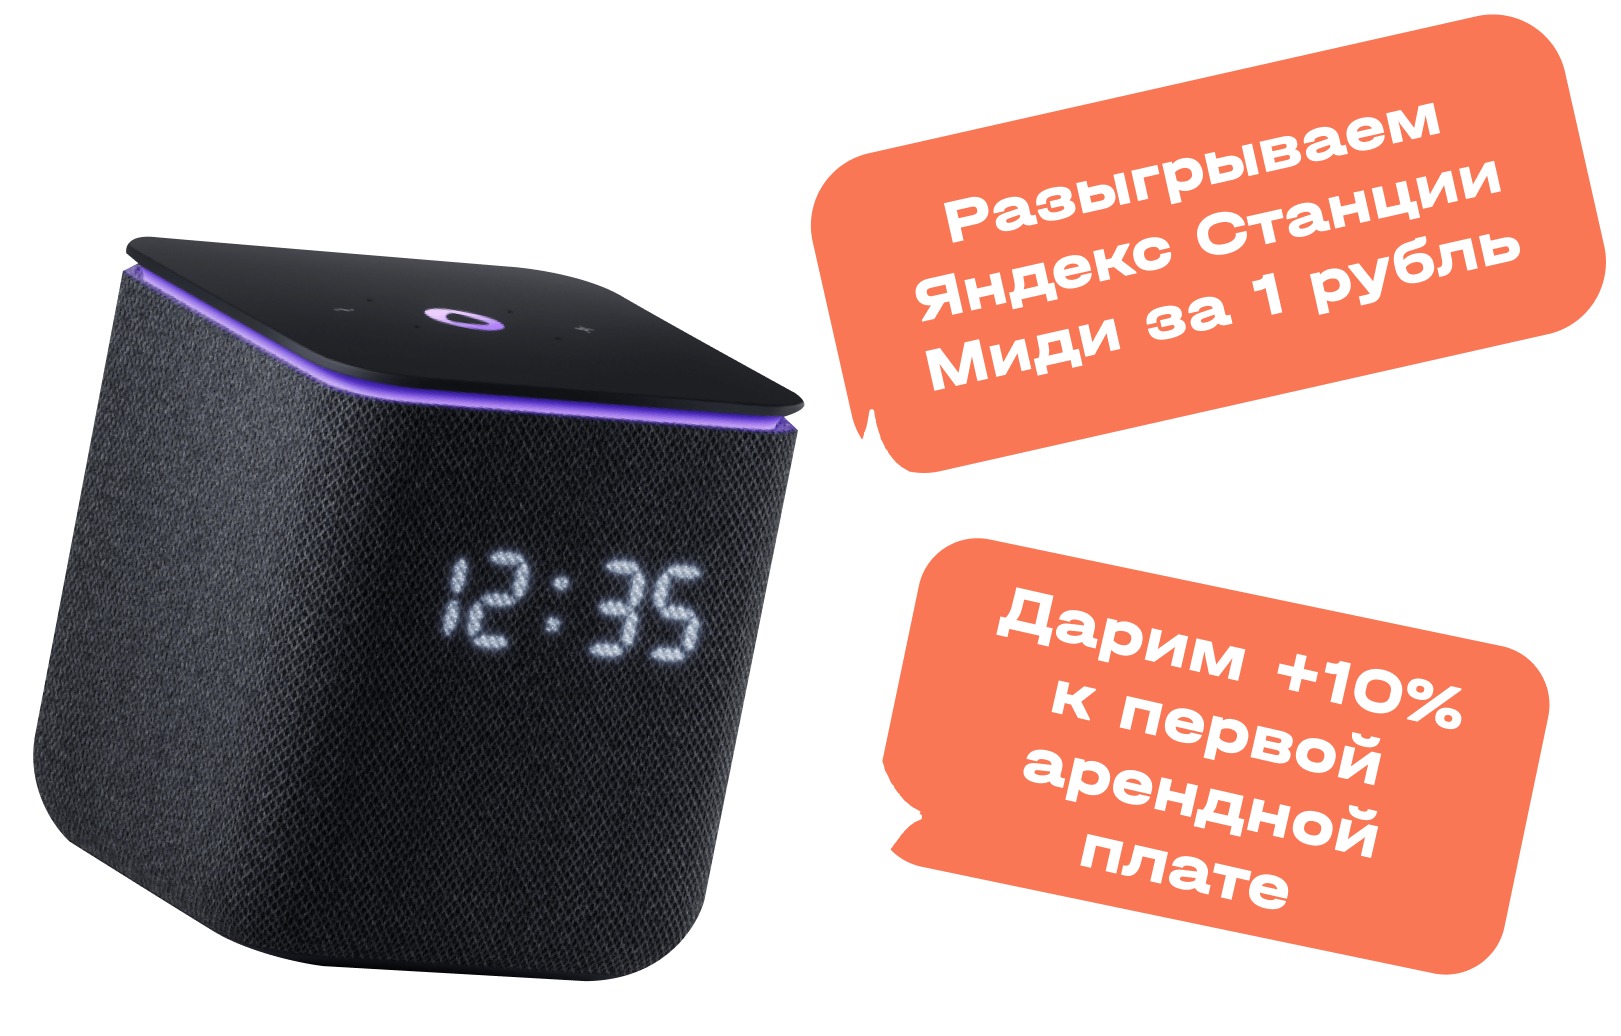 Разыгрываем
Яндекс Станции
Миди за 1 рубль
12:35
Дарим +10%
к первой
арендной
плате